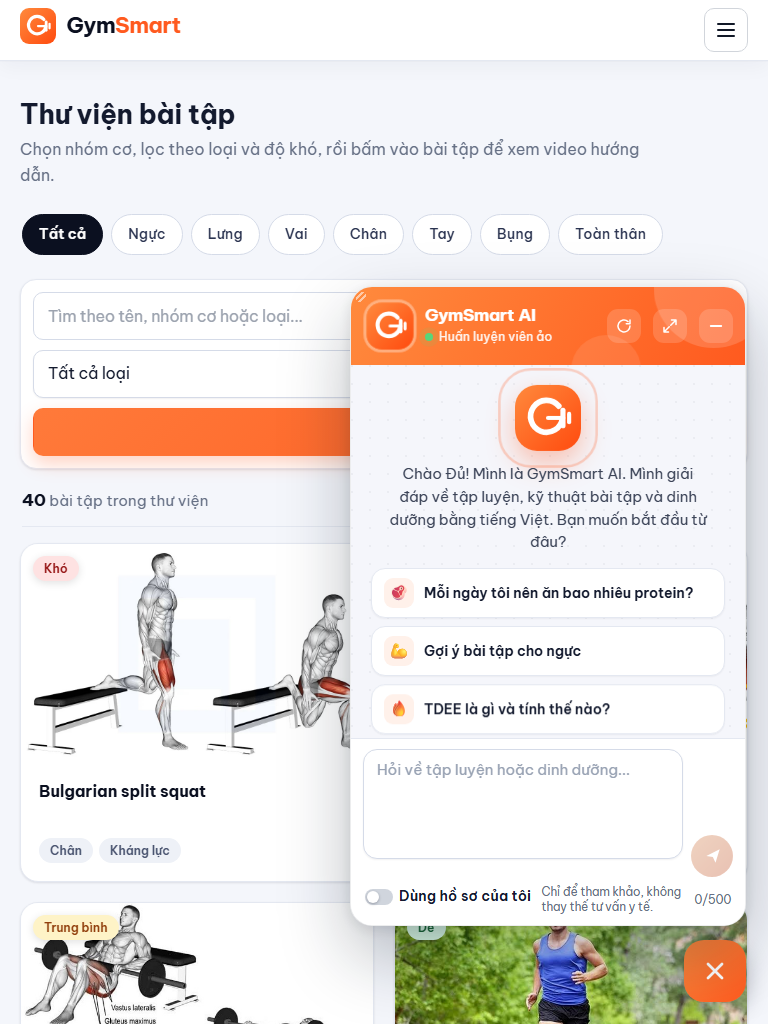 GymSmart
Thư viện bài tập
Chọn nhóm cơ, lọc theo loại và độ khó, rồi bấm vào bài tập để xem video hướng
dẫn.
Tất cả
Ngực
Lưng
Vai
Chân
Tay
Bụng
Toàn thân
Tìm theo tên, nhóm cơ hoặc loại...
Tất cả loại
40 bài tập trong thư viện
Khó
Bulgarian split squat
Chân
Kháng lực
Trung bình
Vastus lateralis
Gluteus maximus
Dễ
GymSmart AI
Huấn luyện viên ảo
Chào Đủ! Mình là GymSmart AI. Mình giải
đáp về tập luyện, kỹ thuật bài tập và dinh
dưỡng bằng tiếng Việt. Bạn muốn bắt đầu từ
đâu?
Mỗi ngày tôi nên ăn bao nhiêu protein?
Gợi ý bài tập cho ngực
TDEE là gì và tính thế nào?
Hỏi về tập luyện hoặc dinh dưỡng...
Dùng hồ sơ của tôi
Chỉ để tham khảo, không
thay thế tư vấn y tế.
0/500